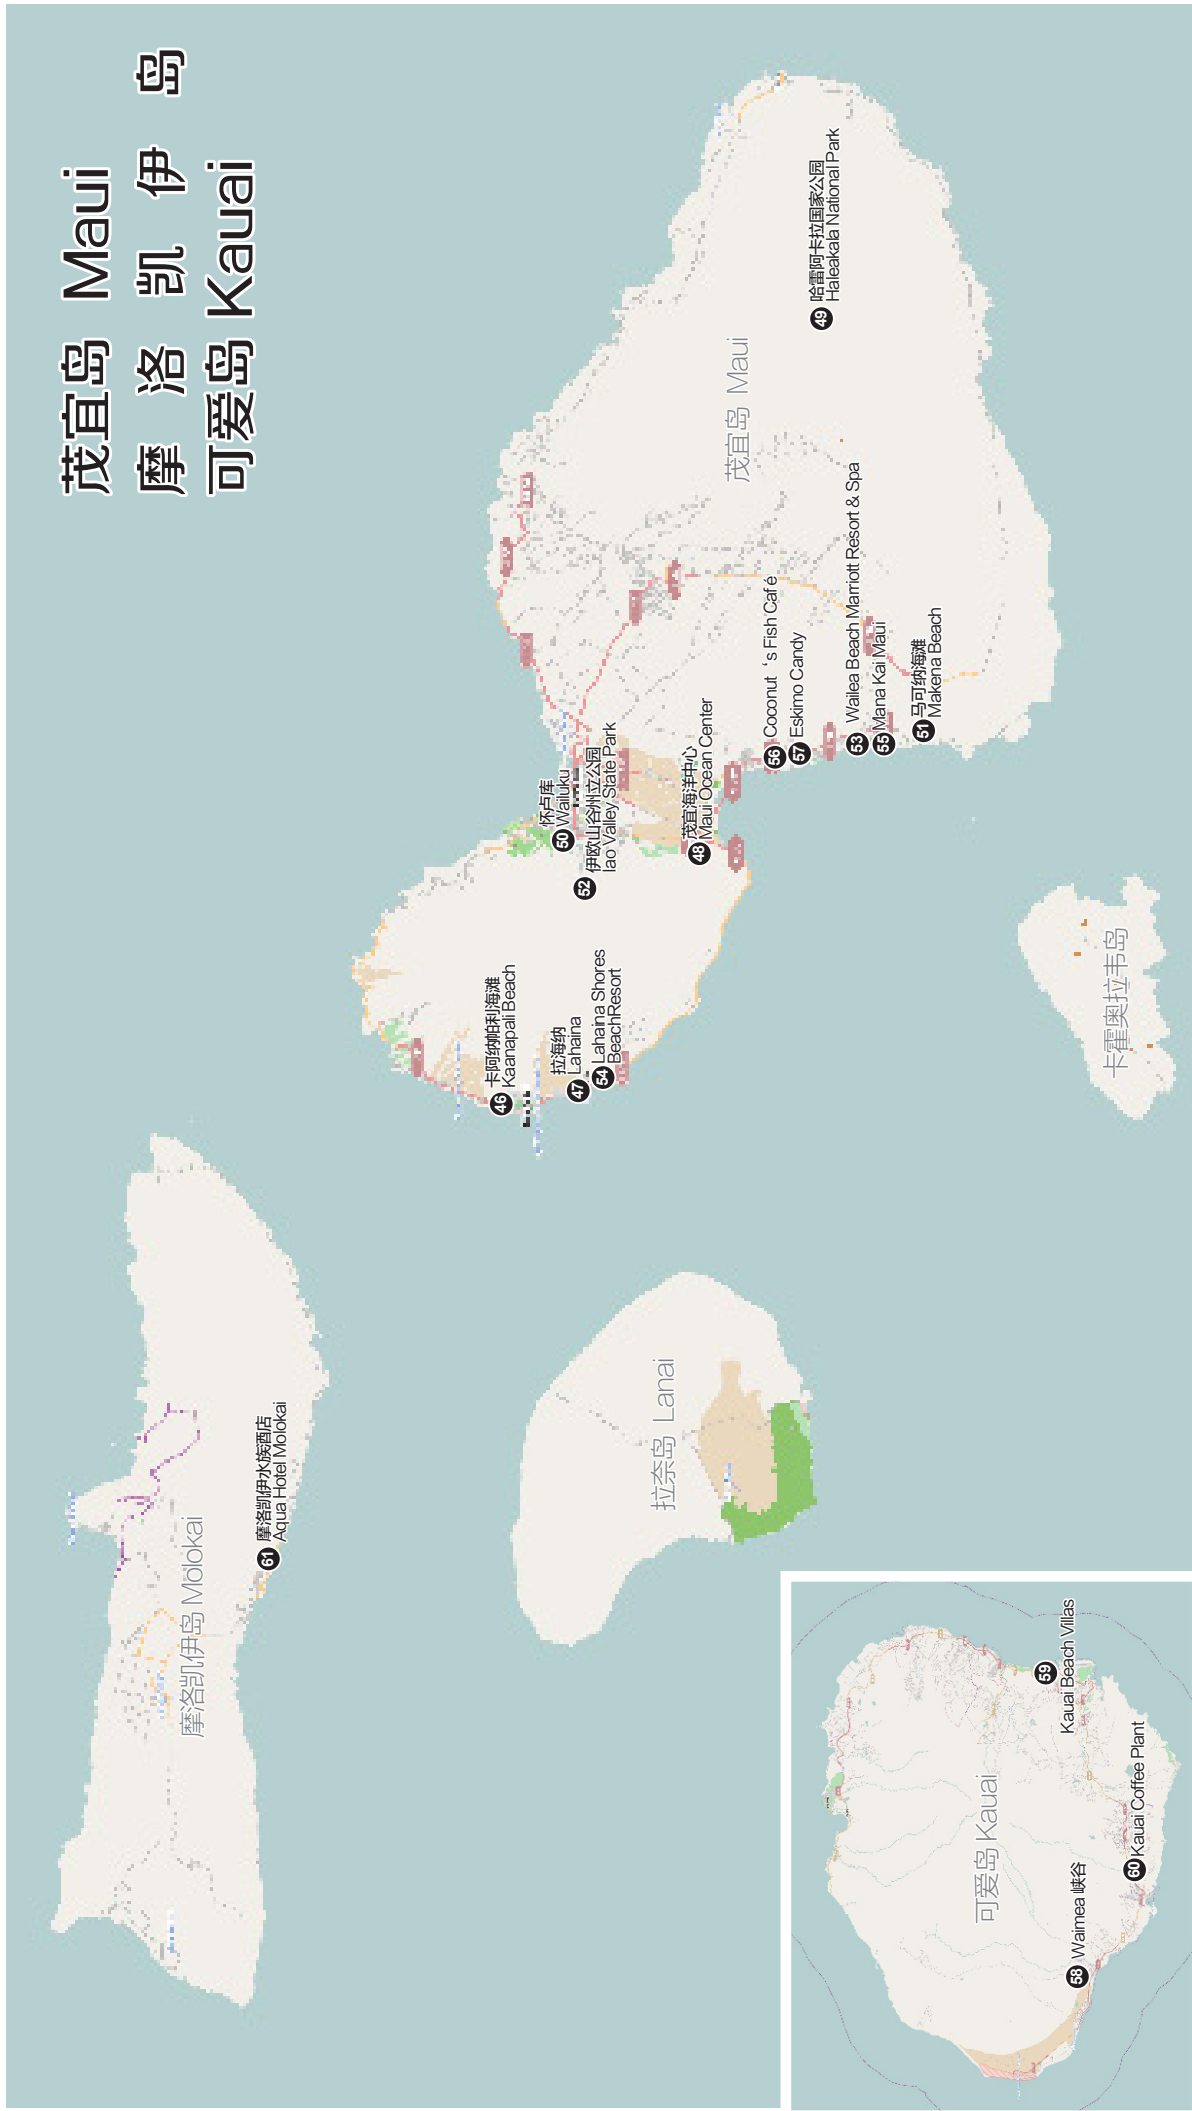 茂宜岛 Maui
摩洛凯伊岛
可爱岛 Kauai
摩洛凯伊岛 Molokai
61 摩洛凯伊水族酒店
Aqua Hotel Molokai
46 卡阿纳帕利海滩
Kaanapali Beach
47 拉海纳
Lahaina
54 Lahaina Shores
BeachResort
50 怀卢库
Wailuku
52 伊欧山谷州立公园
Iao Valley State Park
48 茂宜海洋中心
Maui Ocean Center
茂宜岛 Maui
56 Coconut‘s Fish Café
57 Eskimo Candy
49 哈雷阿卡拉国家公园
Haleakala National Park
53 Wailea Beach Marriott Resort & Spa
55 Mana Kai Maui
51 马可纳海滩
Makena Beach
拉奈岛 Lanai
卡霍奥拉韦岛
可爱岛 Kauai
59
Kauai Beach Villas
58 Waimea 峡谷
60 Kauai Coffee Plant